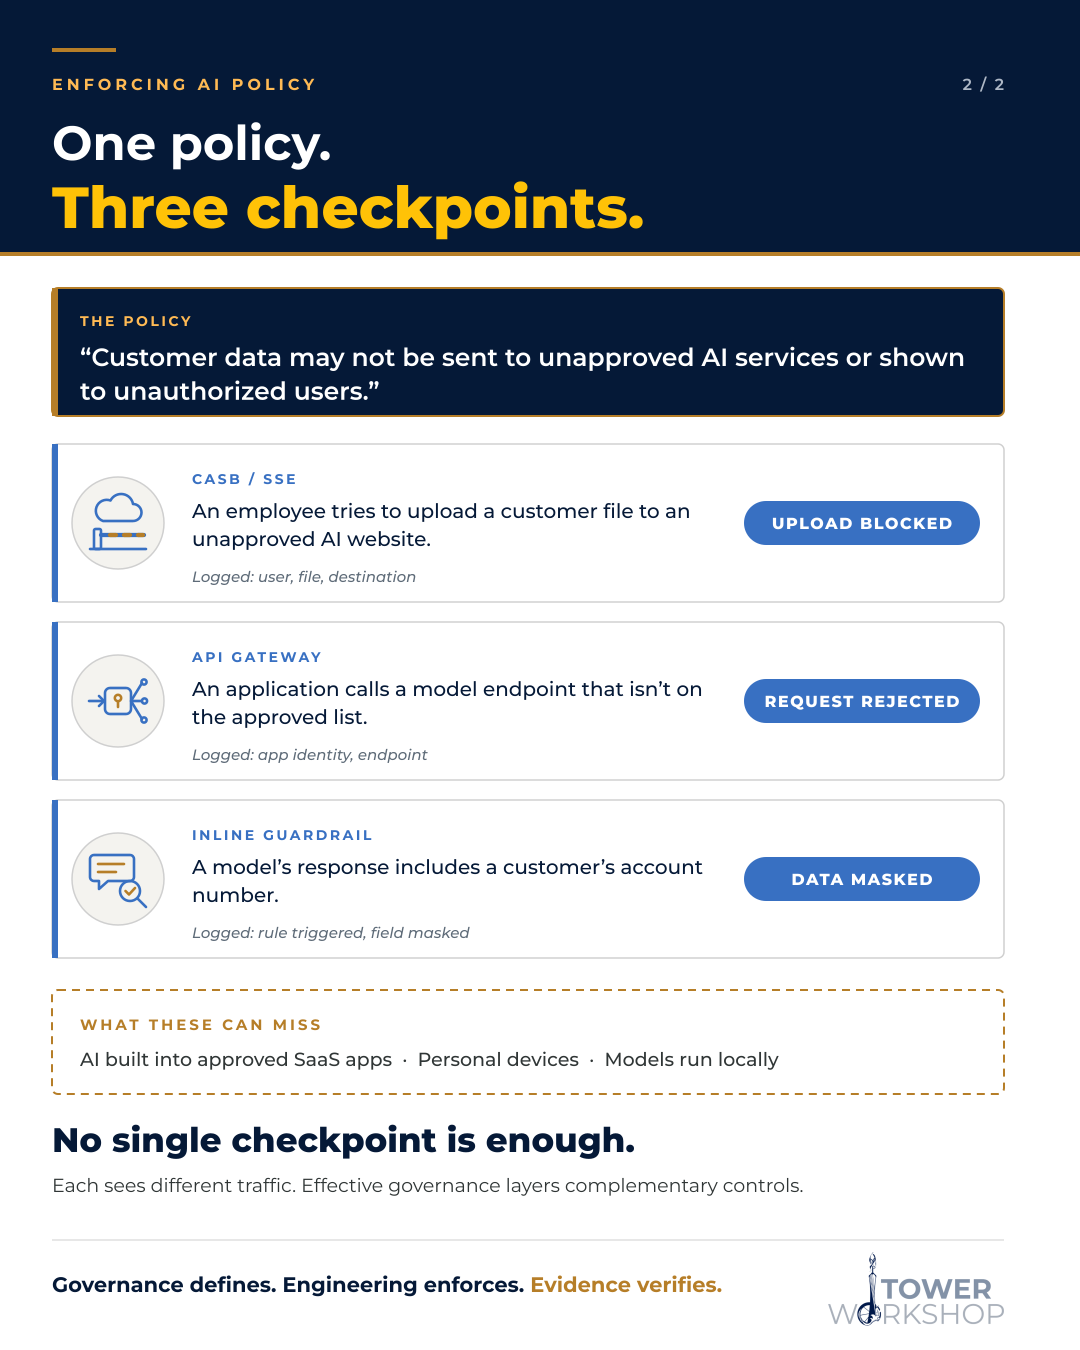 ENFORCING AI POLICY
2 / 2
One policy.
Three checkpoints.
THE POLICY
“Customer data may not be sent to unapproved AI services or shown
to unauthorized users.”
CASB / SSE
An employee tries to upload a customer file to an
unapproved AI website.
Logged: user, file, destination
UPLOAD BLOCKED
API GATEWAY
An application calls a model endpoint that isn’t on
the approved list.
Logged: app identity, endpoint
REQUEST REJECTED
INLINE GUARDRAIL
A model’s response includes a customer’s account
number.
Logged: rule triggered, field masked
DATA MASKED
WHAT THESE CAN MISS
AI built into approved SaaS apps · Personal devices · Models run locally
No single checkpoint is enough.
Each sees different traffic. Effective governance layers complementary controls.
Governance defines. Engineering enforces. Evidence verifies.
TOWER
WORKSHOP